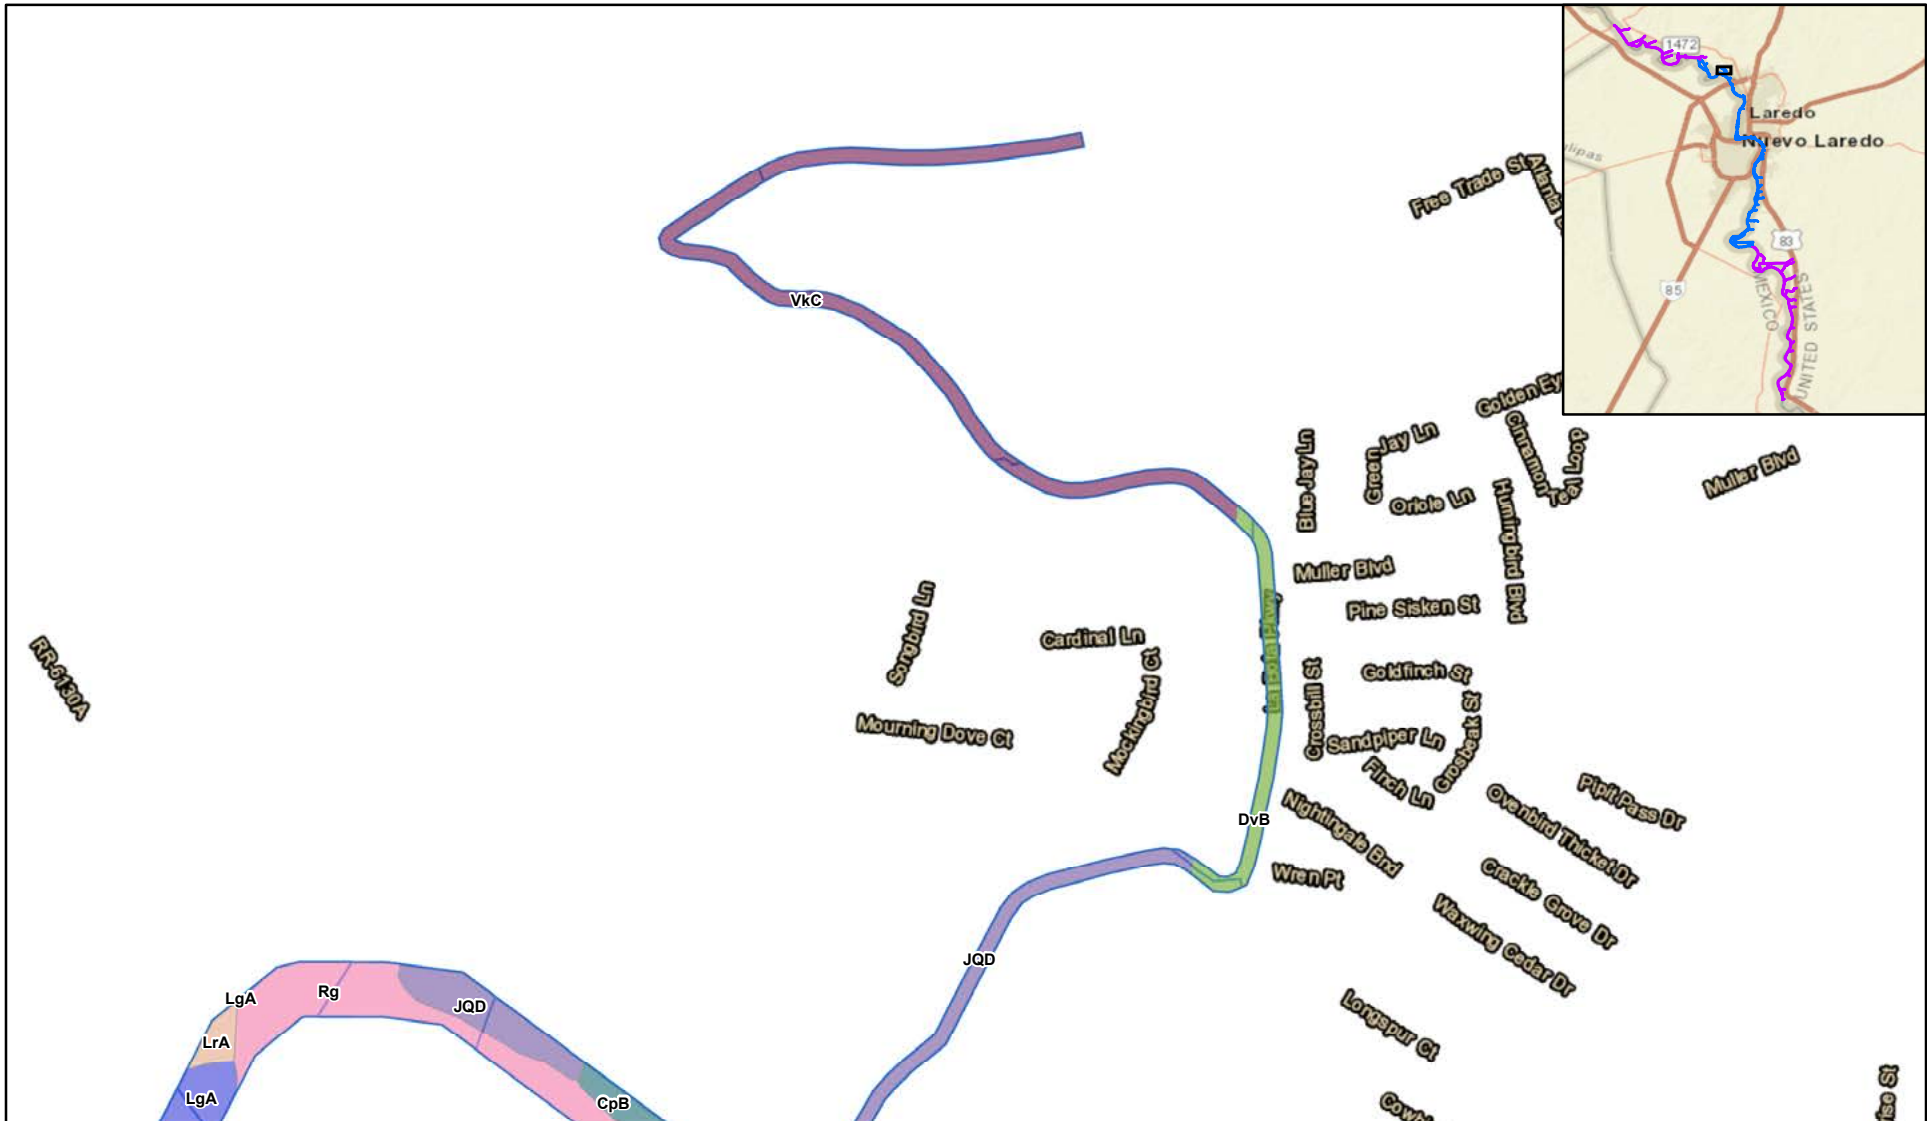 1472
Laredo
Nuevo Laredo
lipas
83
85
MEXICO
UNITED STATES
Free Trade St
Atlanta
VkC
Golden Ey
Cinnamon
Teal Loop
Blue Jay Ln
Green
Jay Ln
Oriole Ln
Humingbird Blvd
Muller Blvd
Muller Blvd
Pine Sisken St
Songbird Ln
Cardinal Ln
Mockingbird Ct
Mourning Dove Ct
RR-6130A
Crossbill St
Goldfinch St
Sandpiper Ln
Grosbeak St
Finch Ln
Pipit Pass Dr
Ovenbird Thicket Dr
Nightingale Bnd
DvB
Wren Pt
Crackle Grove Dr
Waxwing Cedar Dr
JQD
LgA
Rg
JQD
LrA
LgA
CpB
Longspur Ct